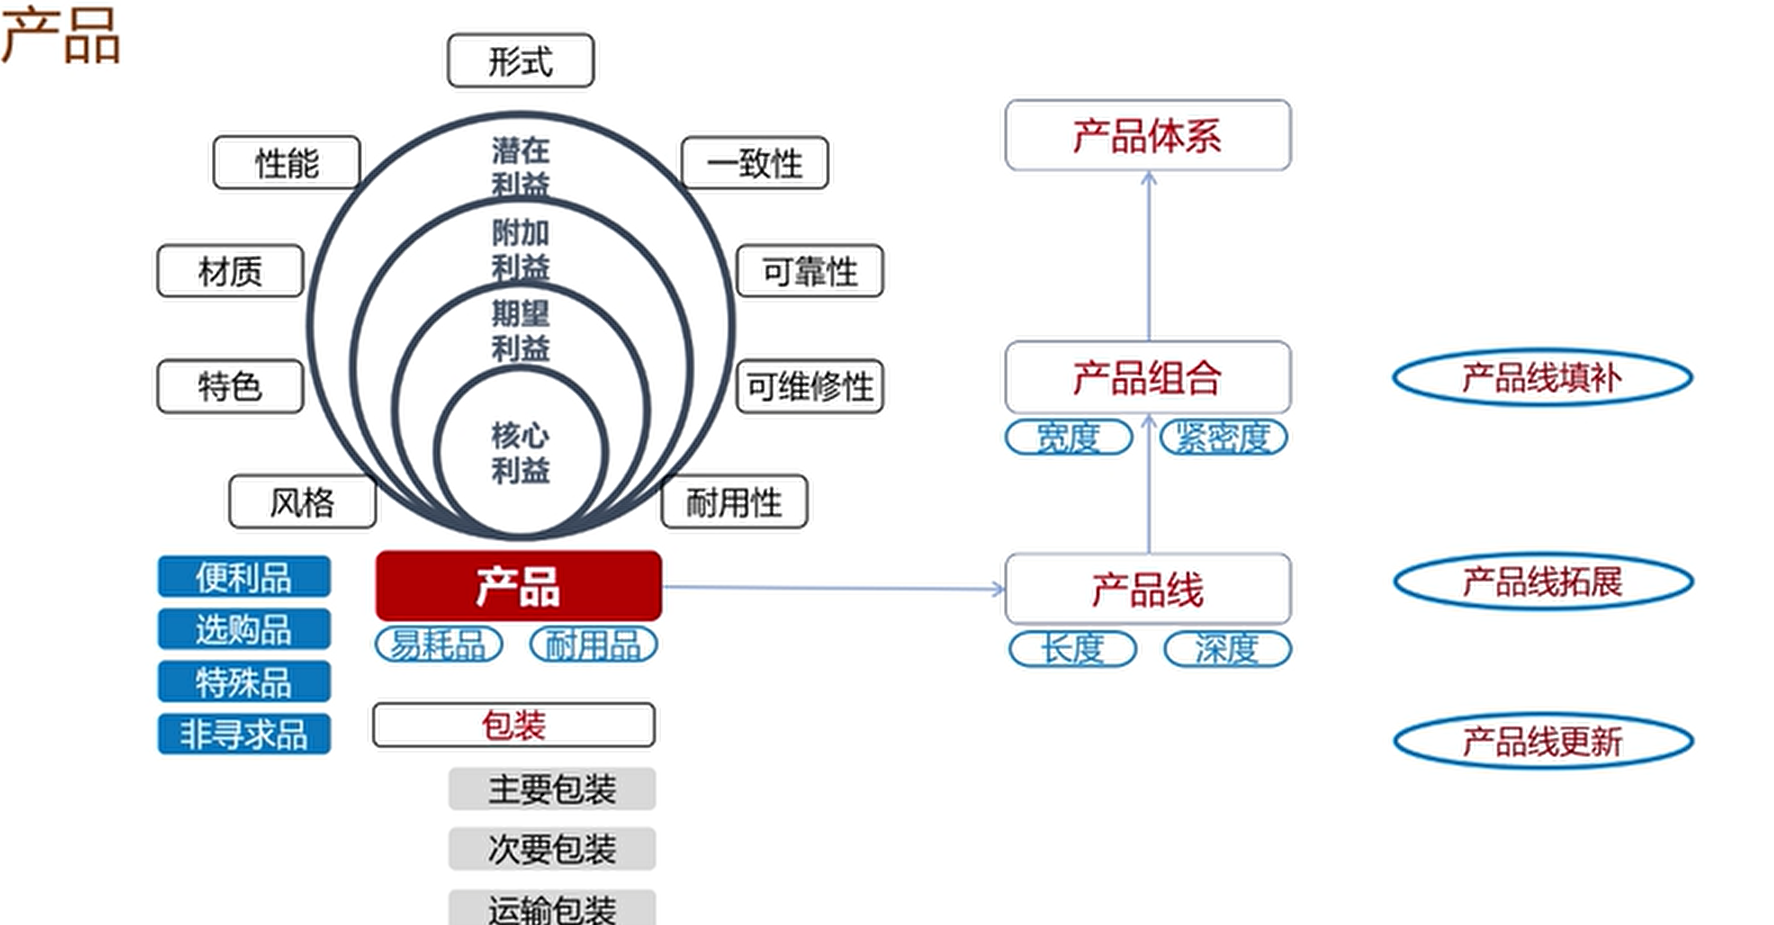 产品
形式
性能
一致性
材质
可靠性
特色
可维修性
风格
耐用性
潜在
利益
附加
利益
期望
利益
核心
利益
产品
易耗品
耐用品
便利品
选购品
特殊品
非寻求品
包装
主要包装
次要包装
运输包装
产品体系
产品组合
宽度
紧密度
产品线
长度
深度
产品线填补
产品线拓展
产品线更新